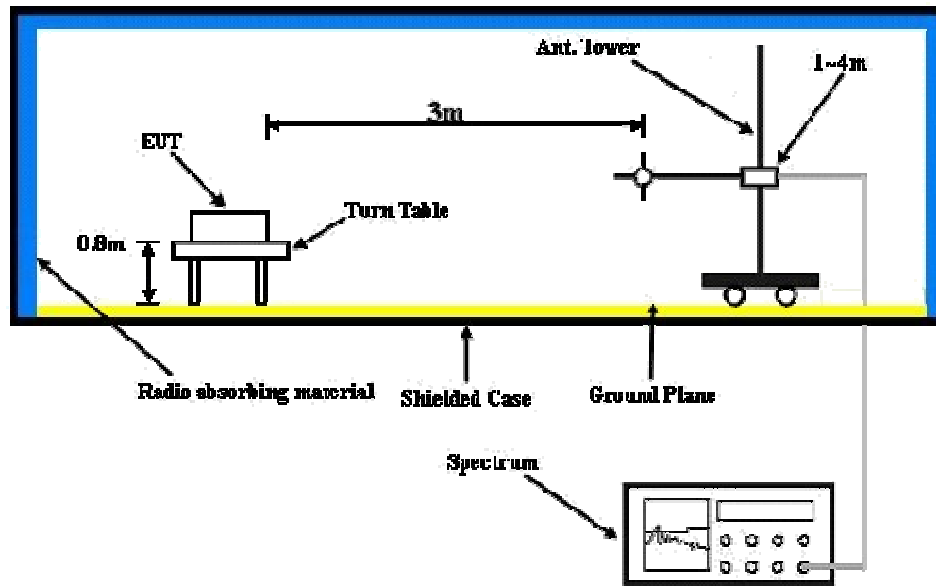 Ant. Tower
1~4m
3m
EUT
Turn Table
0.8m
Radio absorbing material
Shielded Case
Ground Plane
Spectrum